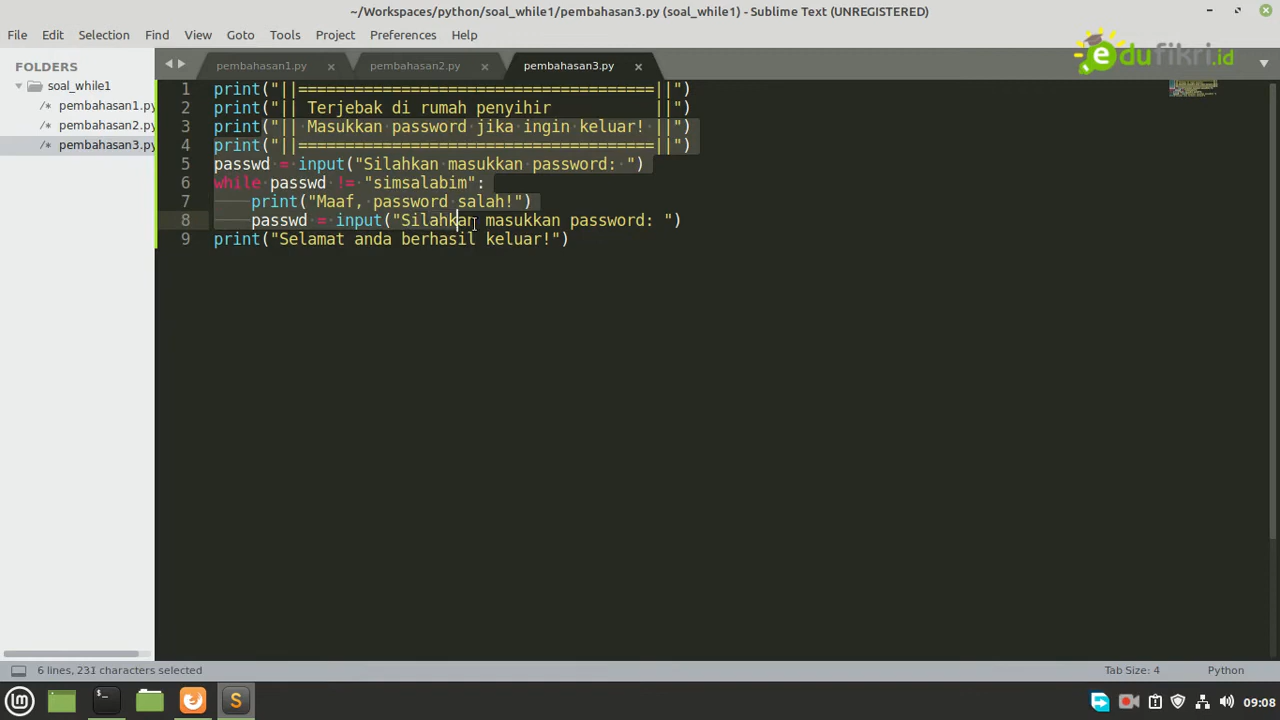 ~/Workspaces/python/soal_while1/pembahasan3.py (soal_while1) - Sublime Text (UNREGISTERED)
File Edit Selection Find View Goto Tools Project Preferences Help
edufikri.id
FOLDERS
soal_while1
/* pembahasan1.py
/* pembahasan2.py
/* pembahasan3.py
pembahasan1.py × pembahasan2.py × pembahasan3.py ×
1 print("||======================================||")
2 print("|| Terjebak di rumah penyihir           ||")
3 print("|| Masukkan password jika ingin keluar! ||")
4 print("||======================================||")
5 passwd = input("Silahkan masukkan password: ")
6 while passwd != "simsalabim":
7     print("Maaf, password salah!")
8     passwd = input("Silahkan masukkan password: ")
9 print("Selamat anda berhasil keluar!")
6 lines, 231 characters selected
Tab Size: 4
Python
09:08